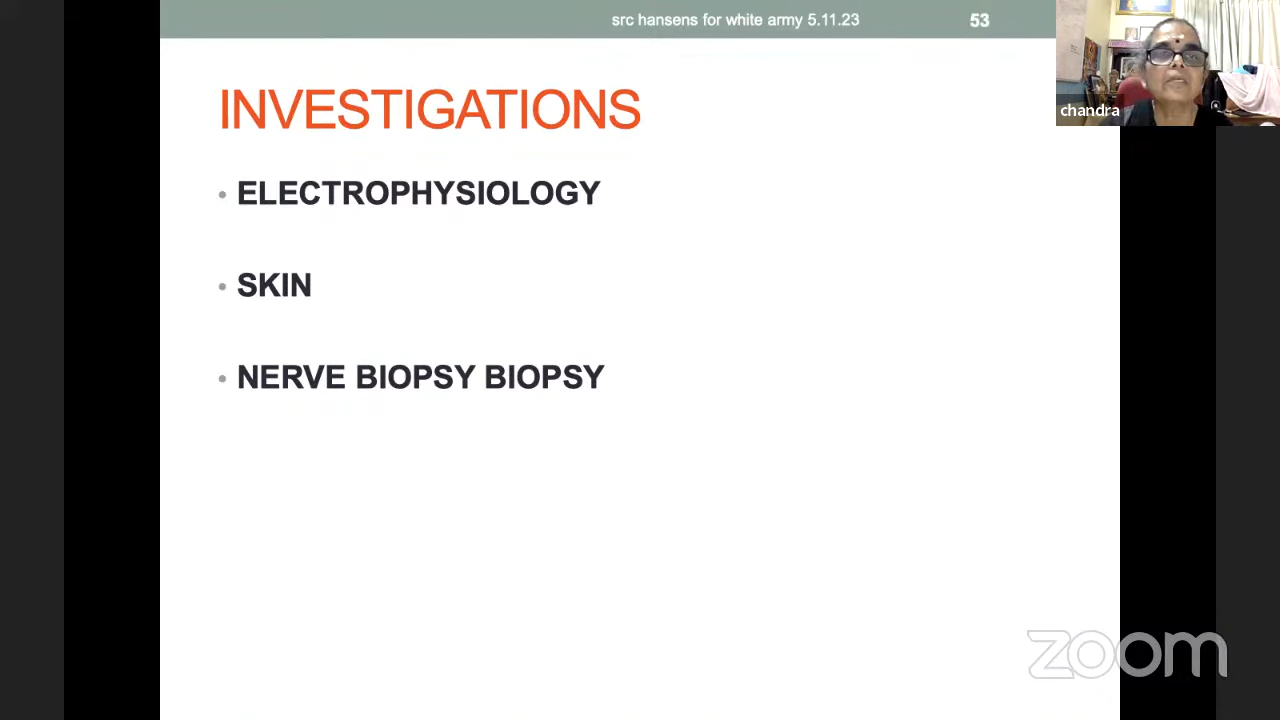 src hansens for white army 5.11.23 53
chandra
INVESTIGATIONS
• ELECTROPHYSIOLOGY
• SKIN
• NERVE BIOPSY BIOPSY
zoom